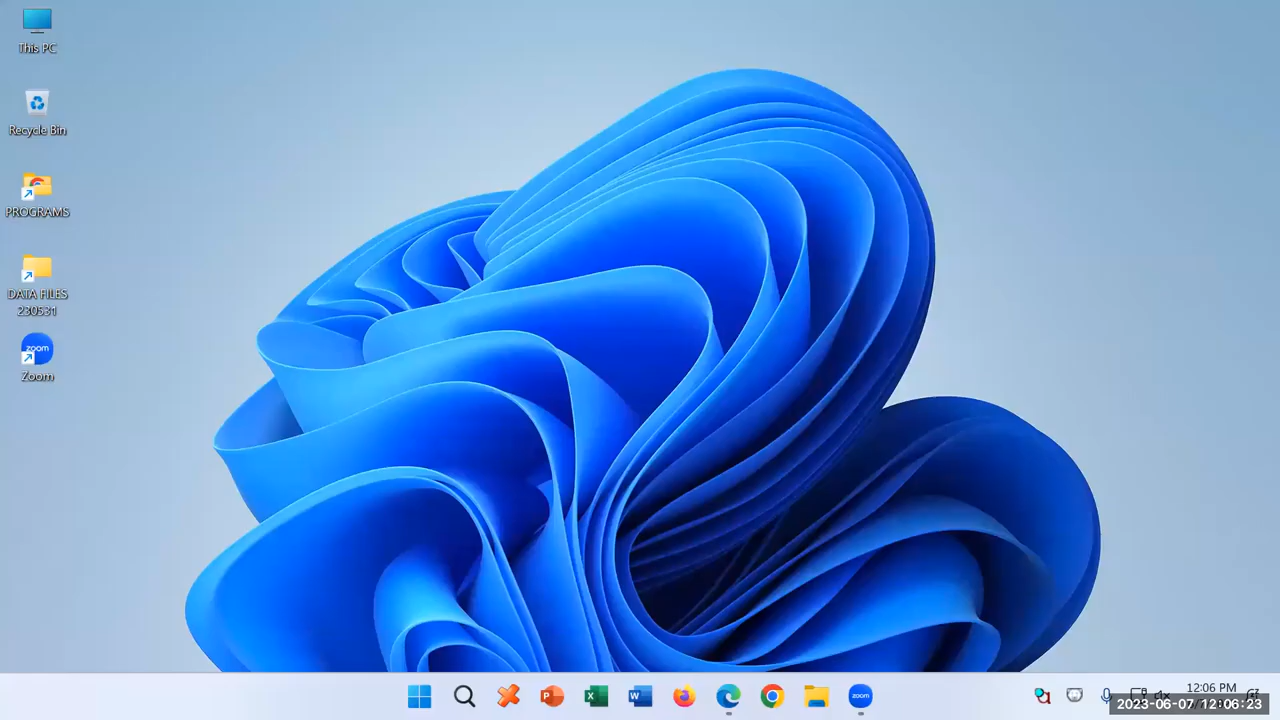 This PC
Recycle Bin
PROGRAMS
DATA FILES
230531
zoom
Zoom
zoom
12:06 PM
2023-06-07 12:06:23